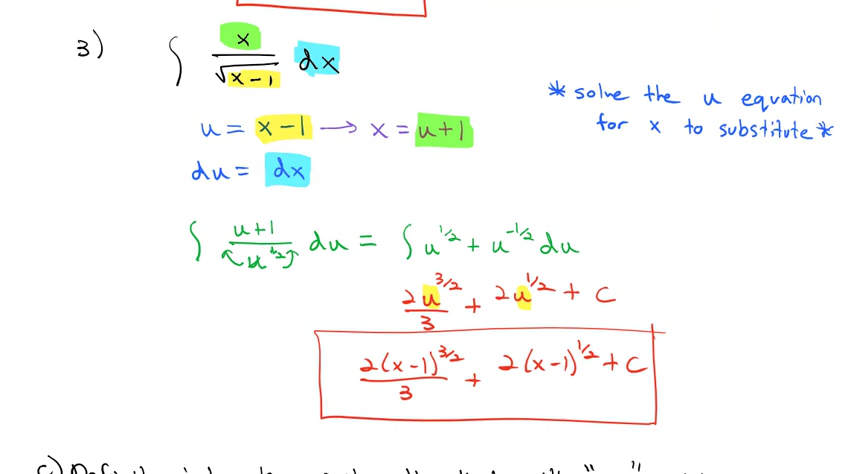 3) ∫ x/√(x-1) dx
* solve the u equation
for x to substitute *
u = x-1 → x = u+1
du = dx
∫ (u+1)/u^(1/2) du = ∫ u^(1/2) + u^(-1/2) du
2u^(3/2)/3 + 2u^(1/2) + C
2(x-1)^(3/2)/3 + 2(x-1)^(1/2) + C